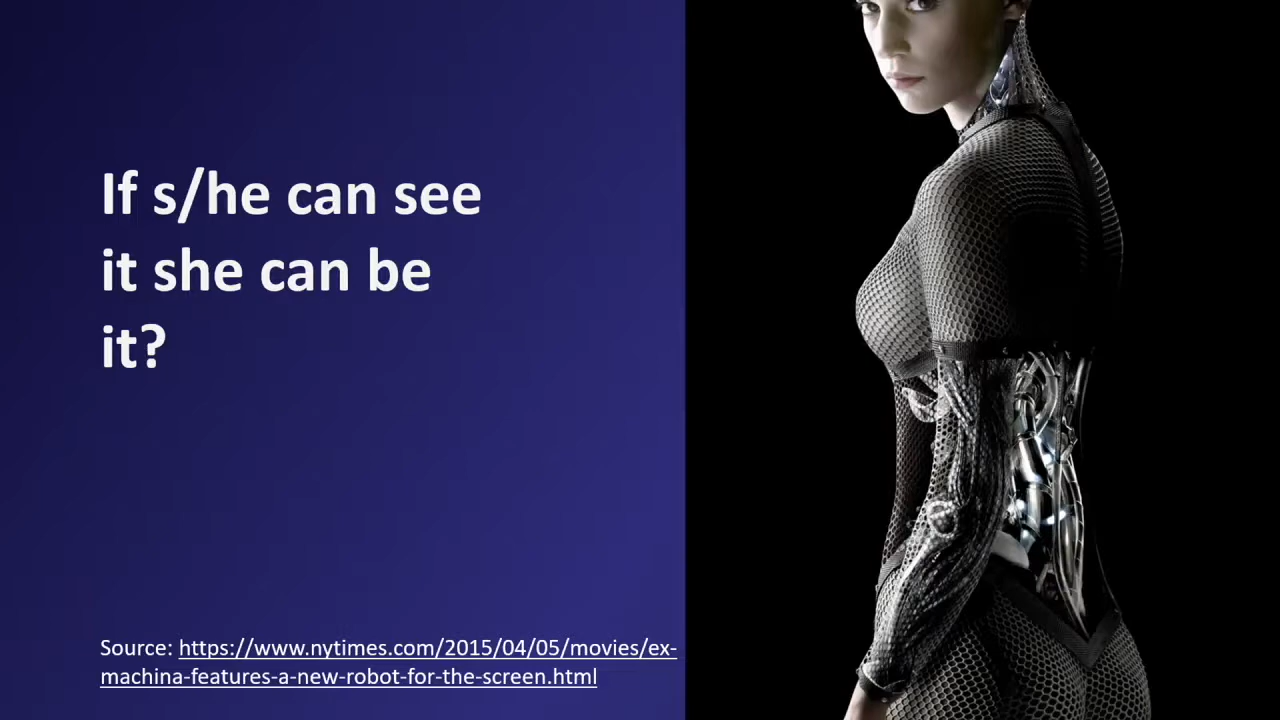 If s/he can see
it she can be
it?
Source: https://www.nytimes.com/2015/04/05/movies/ex-
machina-features-a-new-robot-for-the-screen.html